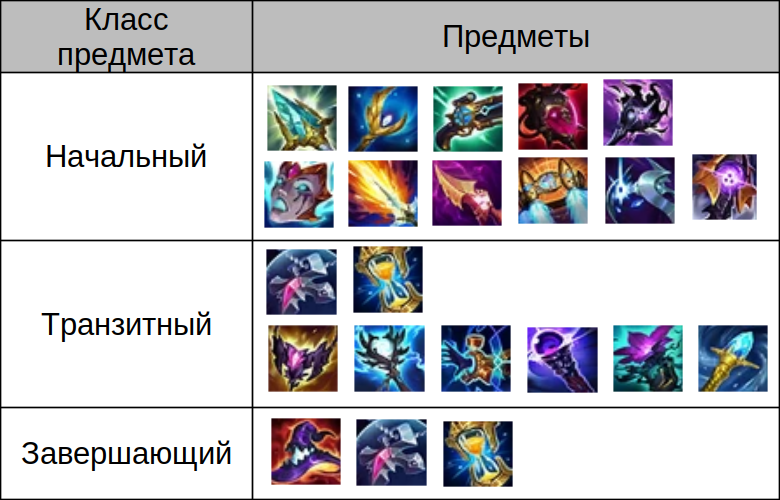 Класс
предмета
Предметы
Начальный
Транзитный
Завершающий